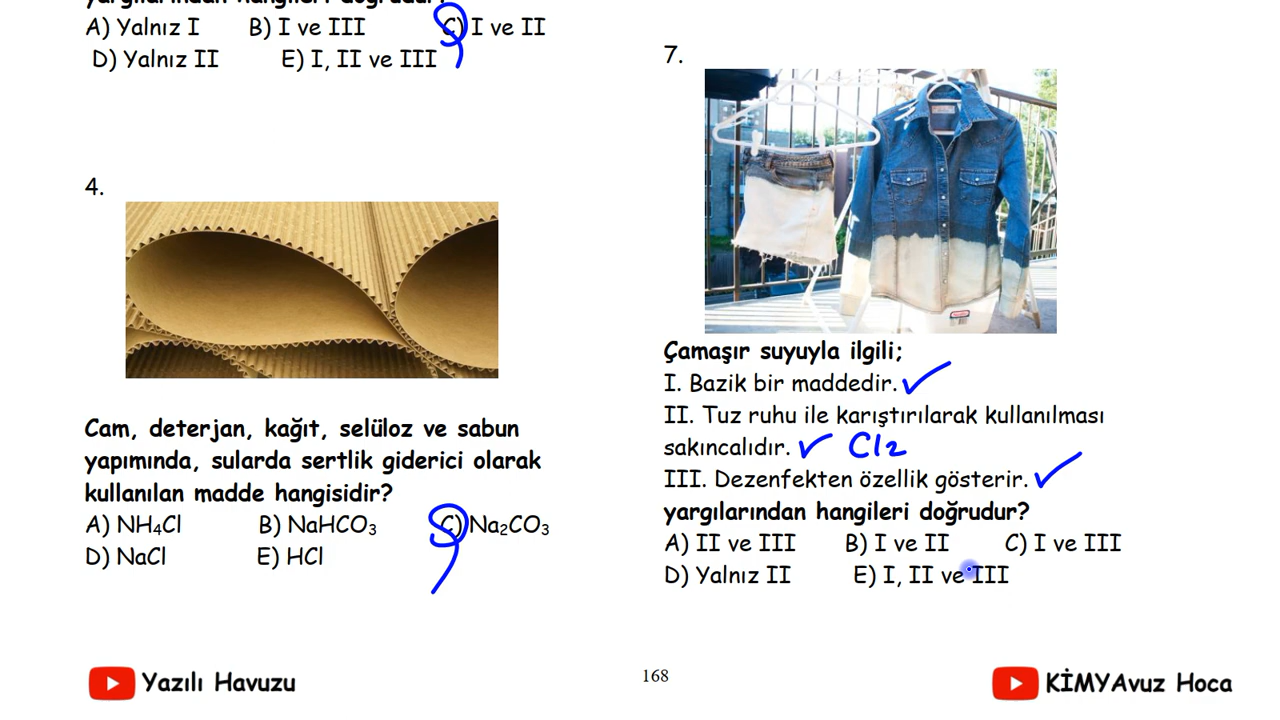 A) Yalnız I B) I ve III C) I ve II
D) Yalnız II E) I, II ve III
4.
Cam, deterjan, kağıt, selüloz ve sabun
yapımında, sularda sertlik giderici olarak
kullanılan madde hangisidir?
A) NH₄Cl B) NaHCO₃ C) Na₂CO₃
D) NaCl E) HCl
7.
Çamaşır suyuyla ilgili;
I. Bazik bir maddedir.
II. Tuz ruhu ile karıştırılarak kullanılması
sakıncalıdır. Cl2
III. Dezenfekten özellik gösterir.
yargılarından hangileri doğrudur?
A) II ve III B) I ve II C) I ve III
D) Yalnız II E) I, II ve III
Yazılı Havuzu
168
KİMYAvuz Hoca